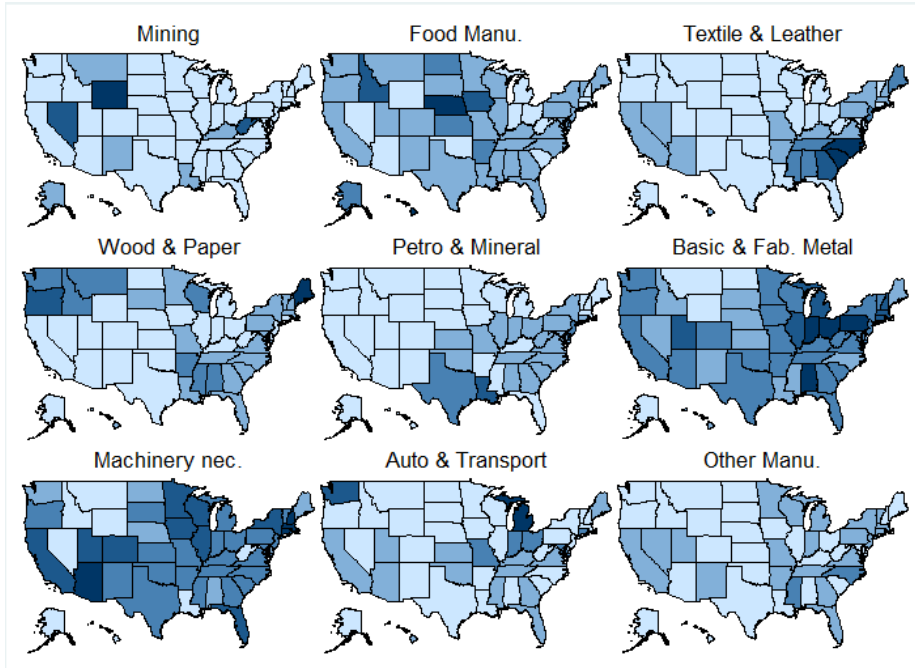 Mining
Food Manu.
Textile & Leather
Wood & Paper
Petro & Mineral
Basic & Fab. Metal
Machinery nec.
Auto & Transport
Other Manu.